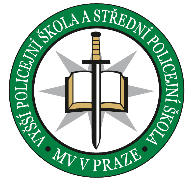 VYŠŠÍ POLICEJNÍ ŠKOLA A STŘEDNÍ POLICEJNÍ ŠKOLA
· MV V PRAZE ·